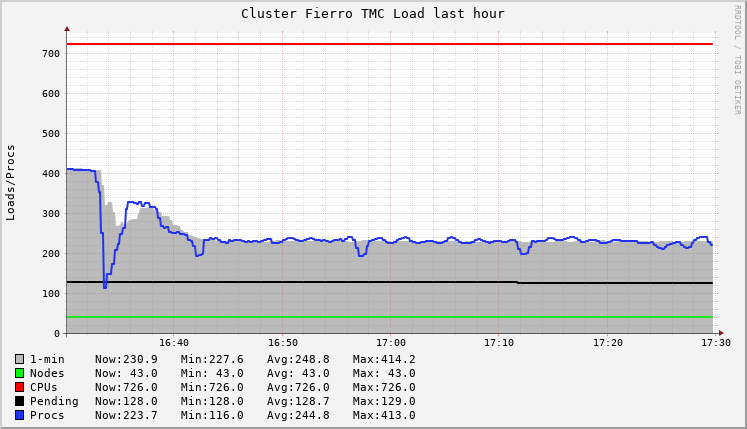 Cluster Fierro TMC Load last hour
RRDTOOL / TOBI OETIKER
Loads/Procs
700
600
500
400
300
200
100
0
16:40 16:50 17:00 17:10 17:20 17:30
1-min Now:230.9 Min:227.6 Avg:248.8 Max:414.2
Nodes Now: 43.0 Min: 43.0 Avg: 43.0 Max: 43.0
CPUs Now:726.0 Min:726.0 Avg:726.0 Max:726.0
Pending Now:128.0 Min:128.0 Avg:128.7 Max:129.0
Procs Now:223.7 Min:116.0 Avg:244.8 Max:413.0